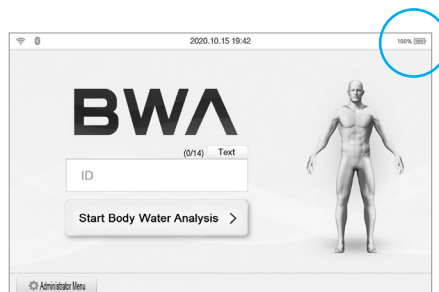 2020.10.15 19:42
100%
BWA
(0/14) Text
ID
Start Body Water Analysis >
Administrator Menu